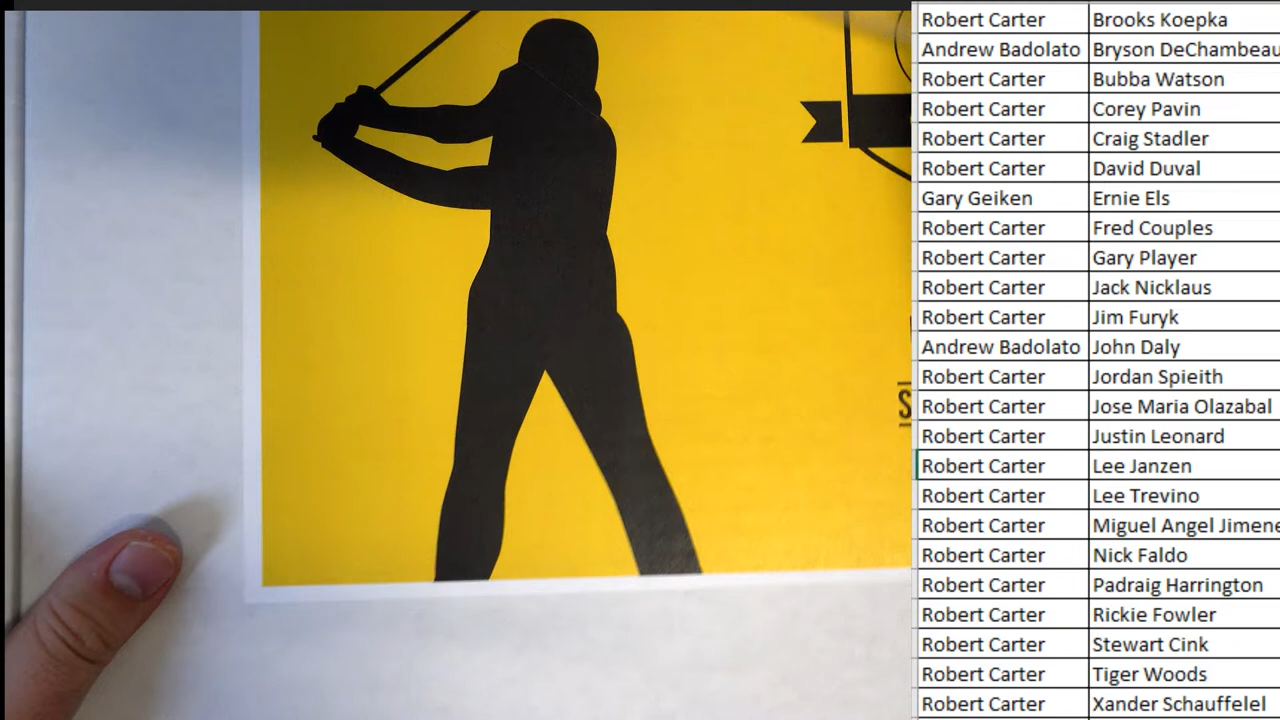 Robert Carter Brooks Koepka
Andrew Badolato Bryson DeChambeau
Robert Carter Bubba Watson
Robert Carter Corey Pavin
Robert Carter Craig Stadler
Robert Carter David Duval
Gary Geiken Ernie Els
Robert Carter Fred Couples
Robert Carter Gary Player
Robert Carter Jack Nicklaus
Robert Carter Jim Furyk
Andrew Badolato John Daly
Robert Carter Jordan Spieith
Robert Carter Jose Maria Olazabal
S
Robert Carter Justin Leonard
Robert Carter Lee Janzen
Robert Carter Lee Trevino
Robert Carter Miguel Angel Jimene
Robert Carter Nick Faldo
Robert Carter Padraig Harrington
Robert Carter Rickie Fowler
Robert Carter Stewart Cink
Robert Carter Tiger Woods
Robert Carter Xander Schauffelel